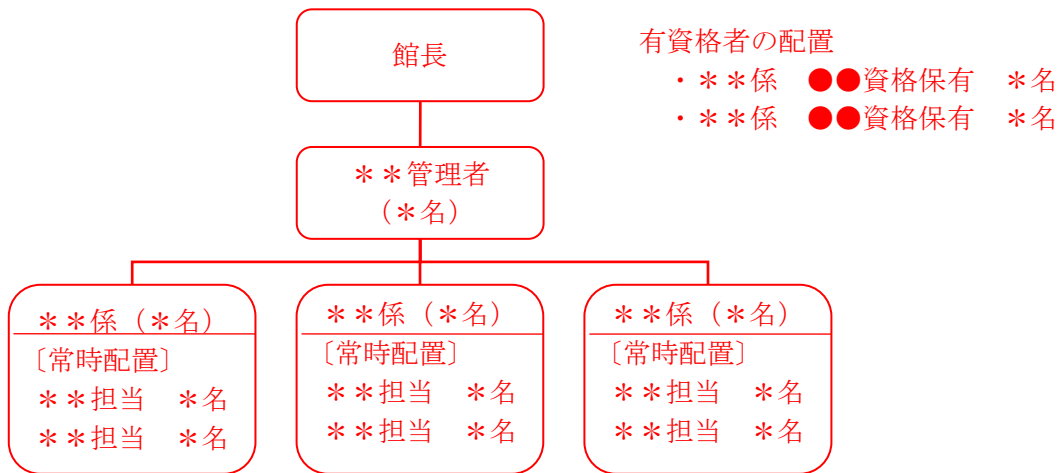 館長
有資格者の配置
・＊＊係　●●資格保有　＊名
・＊＊係　●●資格保有　＊名
＊＊管理者
（＊名）
＊＊係（＊名）
〔常時配置〕
＊＊担当　＊名
＊＊担当　＊名
＊＊係（＊名）
〔常時配置〕
＊＊担当　＊名
＊＊担当　＊名
＊＊係（＊名）
〔常時配置〕
＊＊担当　＊名
＊＊担当　＊名